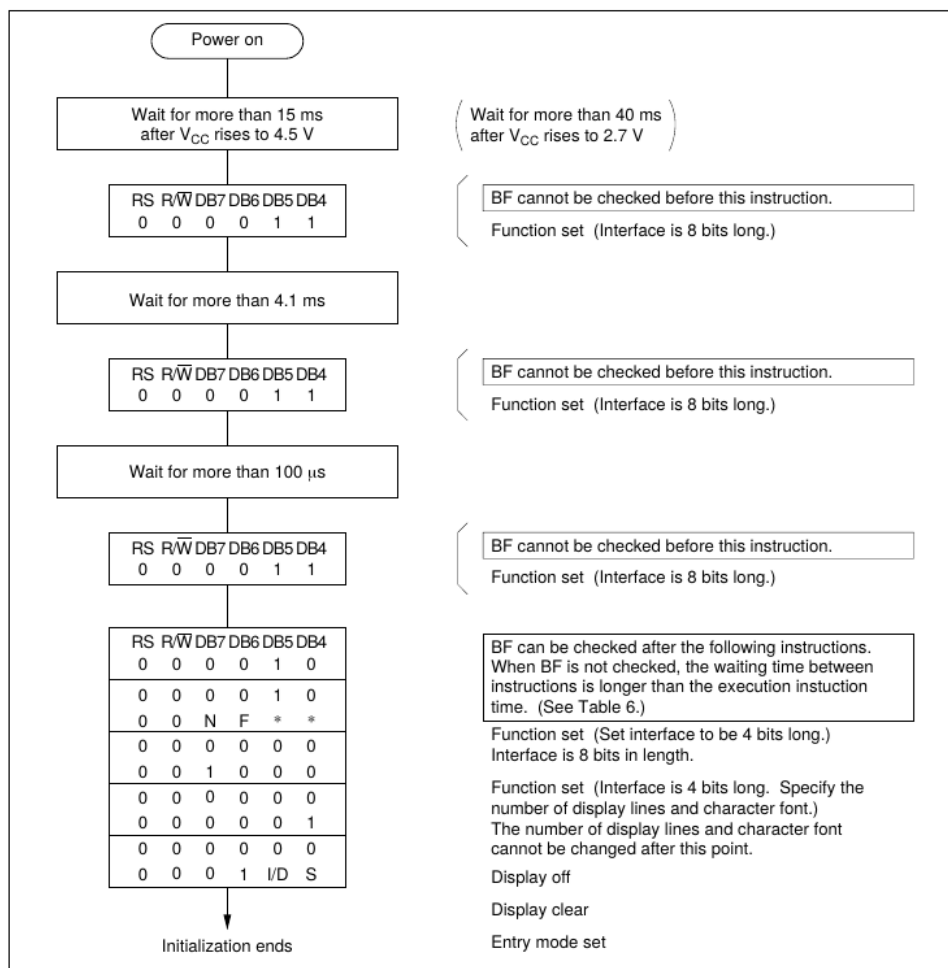 Power on
Wait for more than 15 ms
after VCC rises to 4.5 V
Wait for more than 40 ms
after VCC rises to 2.7 V
RS R/W̅ DB7 DB6 DB5 DB4
0 0 0 0 1 1
BF cannot be checked before this instruction.
Function set (Interface is 8 bits long.)
Wait for more than 4.1 ms
RS R/W̅ DB7 DB6 DB5 DB4
0 0 0 0 1 1
BF cannot be checked before this instruction.
Function set (Interface is 8 bits long.)
Wait for more than 100 μs
RS R/W̅ DB7 DB6 DB5 DB4
0 0 0 0 1 1
BF cannot be checked before this instruction.
Function set (Interface is 8 bits long.)
RS R/W̅ DB7 DB6 DB5 DB4
0 0 0 0 1 0
0 0 0 0 1 0
0 0 N F * *
0 0 0 0 0 0
0 0 1 0 0 0
0 0 0 0 0 0
0 0 0 0 0 1
0 0 0 0 0 0
0 0 0 1 I/D S
Initialization ends
BF can be checked after the following instructions.
When BF is not checked, the waiting time between
instructions is longer than the execution instuction
time. (See Table 6.)
Function set (Set interface to be 4 bits long.)
Interface is 8 bits in length.
Function set (Interface is 4 bits long. Specify the
number of display lines and character font.)
The number of display lines and character font
cannot be changed after this point.
Display off
Display clear
Entry mode set